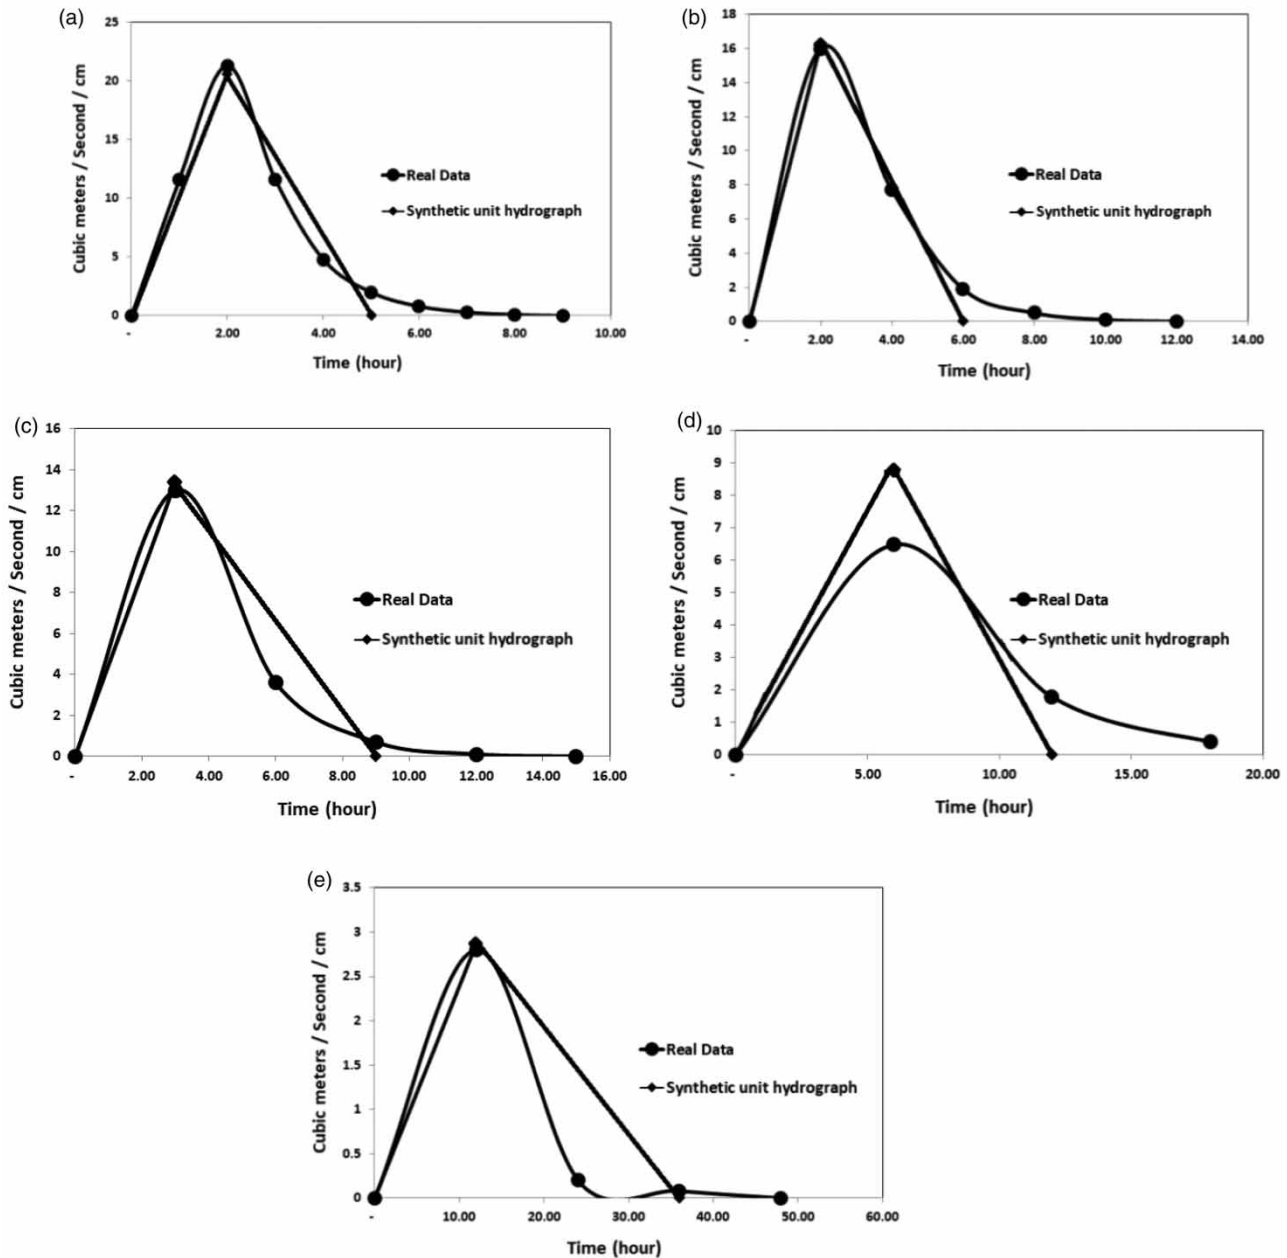 (a)
25
20
15
10
5
0
Cubic meters / Second / cm
Real Data
Synthetic unit hydrograph
- 2.00 4.00 6.00 8.00 10.00
Time (hour)
(b)
18
16
14
12
10
8
6
4
2
0
Cubic meters / Second / cm
Real Data
Synthetic unit hydrograph
- 2.00 4.00 6.00 8.00 10.00 12.00 14.00
Time (hour)
(c)
16
14
12
10
8
6
4
2
0
Cubic meters / Second / cm
Real Data
Synthetic unit hydrograph
- 2.00 4.00 6.00 8.00 10.00 12.00 14.00 16.00
Time (hour)
(d)
10
9
8
7
6
5
4
3
2
1
0
Cubic meters / Second / cm
Real Data
Synthetic unit hydrograph
- 5.00 10.00 15.00 20.00
Time (hour)
(e)
3.5
3
2.5
2
1.5
1
0.5
0
Cubic meters / Second / cm
Real Data
Synthetic unit hydrograph
- 10.00 20.00 30.00 40.00 50.00 60.00
Time (hour)